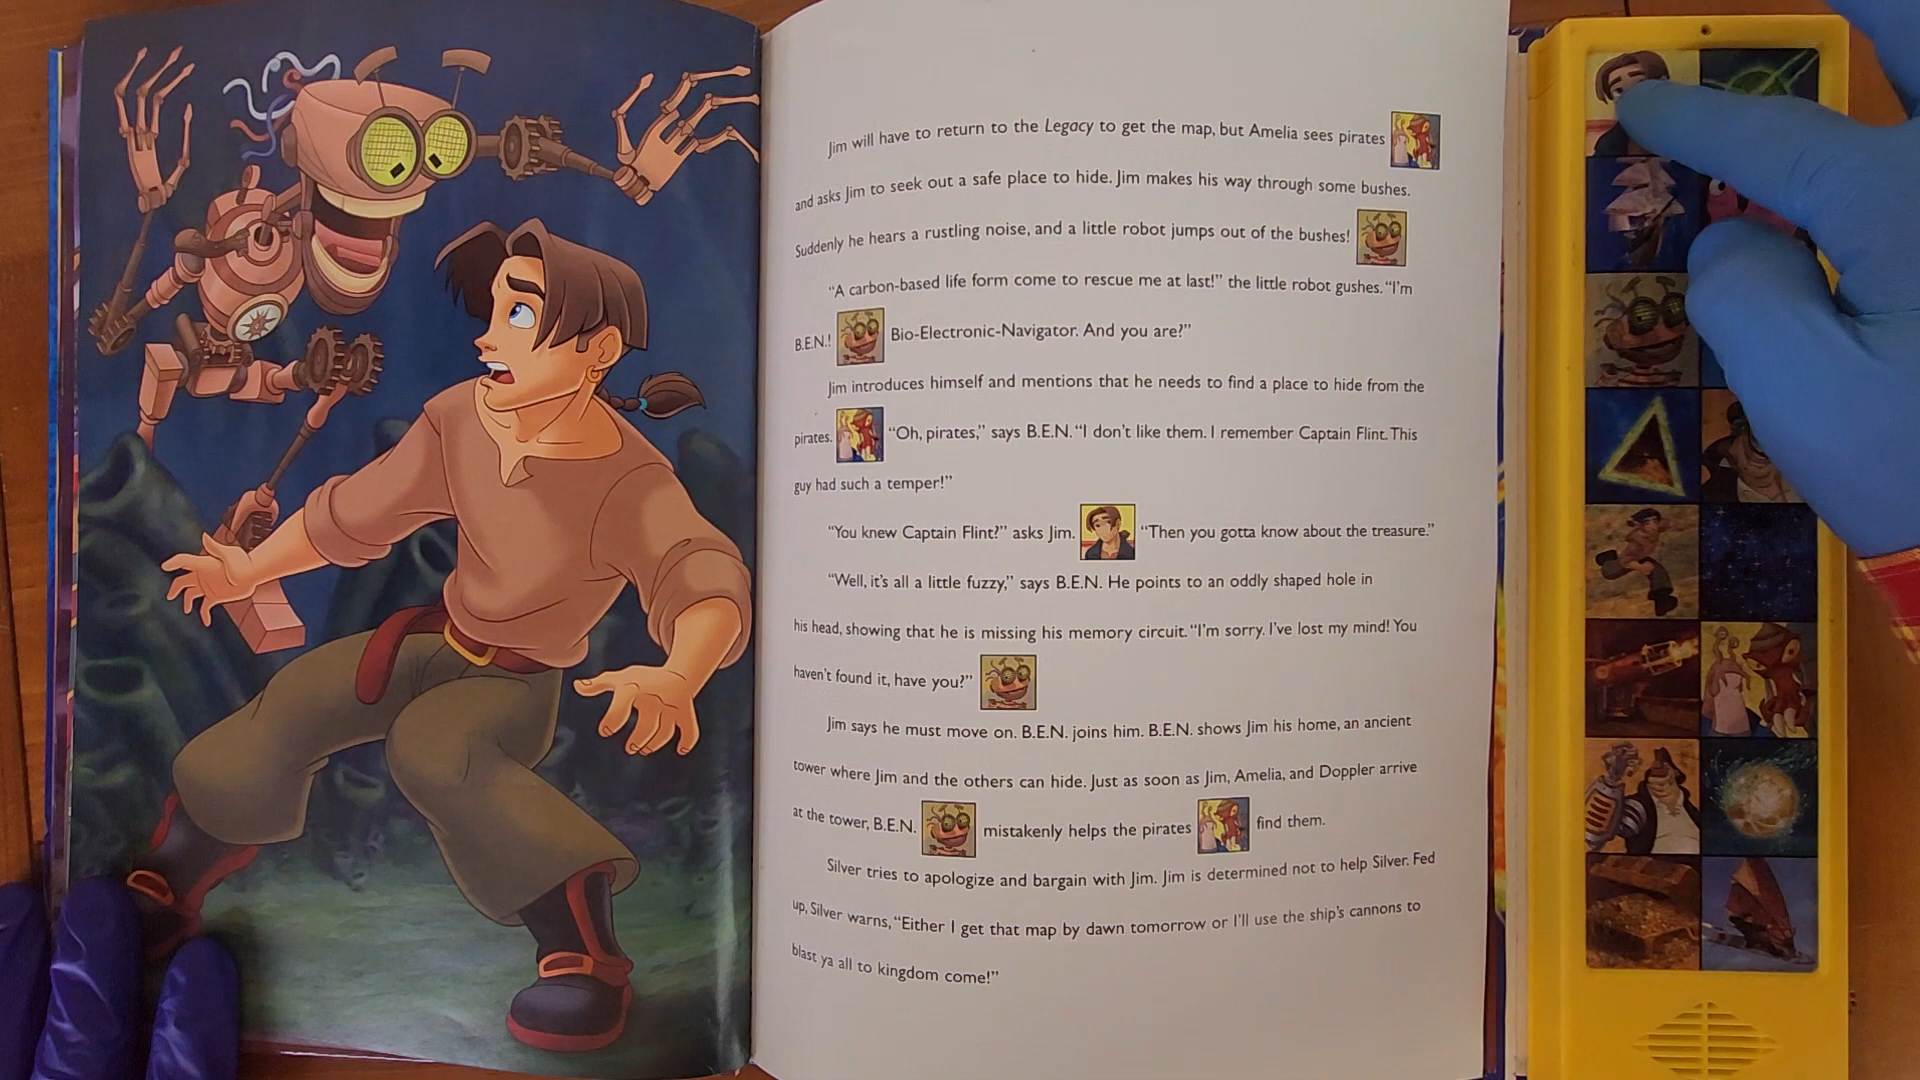 Jim will have to return to the Legacy to get the map, but Amelia sees pirates
and asks Jim to seek out a safe place to hide. Jim makes his way through some bushes.
Suddenly he hears a rustling noise, and a little robot jumps out of the bushes!
“A carbon-based life form come to rescue me at last!” the little robot gushes. “I’m
B.E.N.! Bio-Electronic-Navigator. And you are?”
Jim introduces himself and mentions that he needs to find a place to hide from the
pirates. “Oh, pirates,” says B.E.N. “I don’t like them. I remember Captain Flint. This
guy had such a temper!”
“You knew Captain Flint?” asks Jim. “Then you gotta know about the treasure.”
“Well, it’s all a little fuzzy,” says B.E.N. He points to an oddly shaped hole in
his head, showing that he is missing his memory circuit. “I’m sorry. I’ve lost my mind! You
haven’t found it, have you?”
Jim says he must move on. B.E.N. joins him. B.E.N. shows Jim his home, an ancient
tower where Jim and the others can hide. Just as soon as Jim, Amelia, and Doppler arrive
at the tower, B.E.N. mistakenly helps the pirates find them.
Silver tries to apologize and bargain with Jim. Jim is determined not to help Silver. Fed
up, Silver warns, “Either I get that map by dawn tomorrow or I’ll use the ship’s cannons to
blast ya all to kingdom come!”